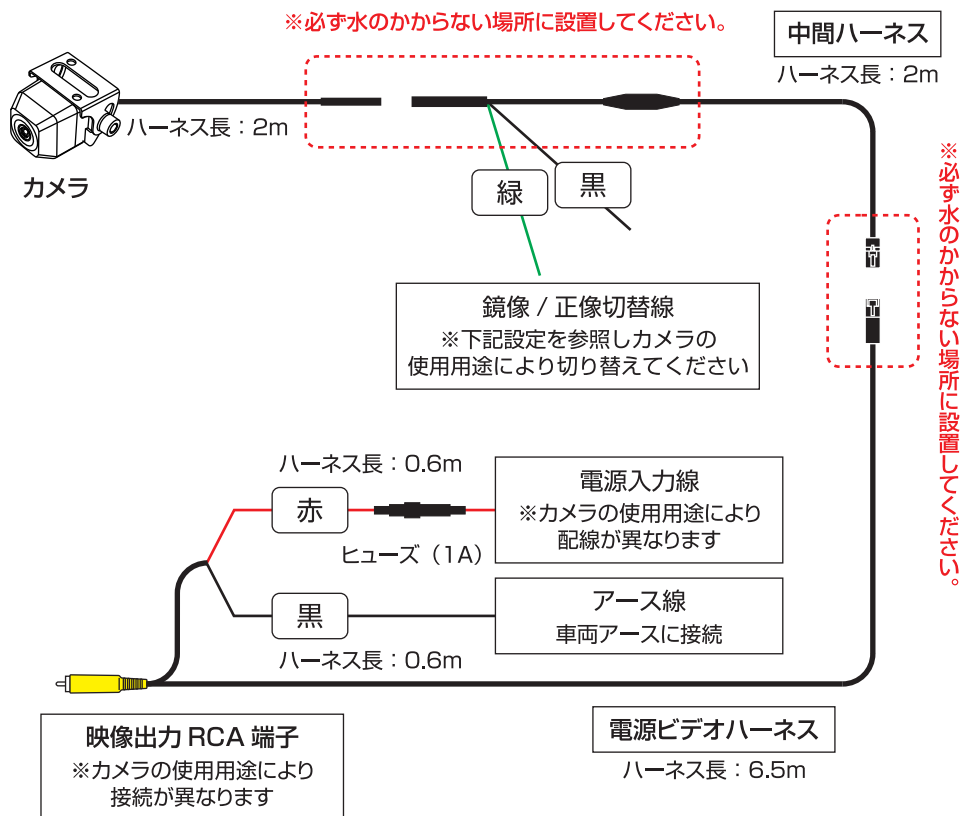 ※必ず水のかからない場所に設置してください。
中間ハーネス
ハーネス長：2m
ハーネス長：2m
カメラ
緑
黒
※必ず水のかからない場所に設置してください。
鏡像 / 正像切替線
※下記設定を参照しカメラの
使用用途により切り替えてください
ハーネス長：0.6m
赤
ヒューズ（1A）
電源入力線
※カメラの使用用途により
配線が異なります
黒
ハーネス長：0.6m
アース線
車両アースに接続
映像出力 RCA 端子
※カメラの使用用途により
接続が異なります
電源ビデオハーネス
ハーネス長：6.5m